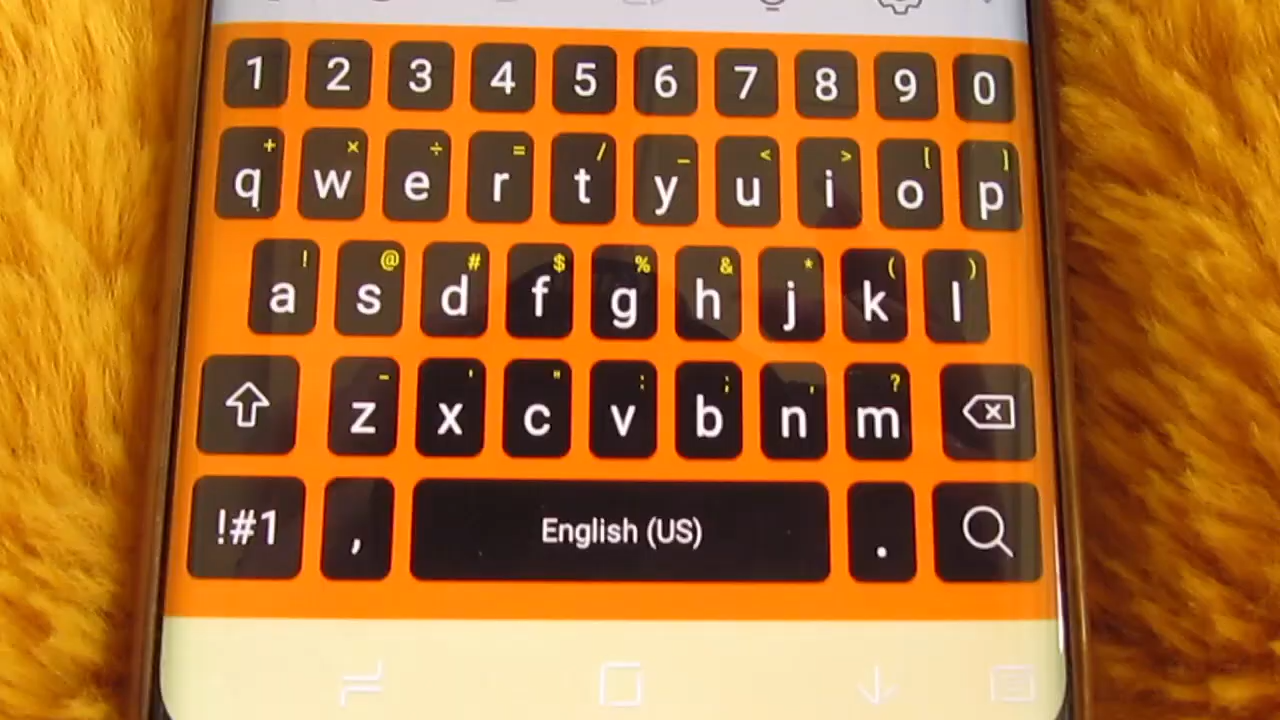 1 2 3 4 5 6 7 8 9 0
+ × ÷ = / _ < > [ ]
q w e r t y u i o p
! @ # $ % & * ( )
a s d f g h j k l
- ' " : ; , ?
z x c v b n m
!#1 , English (US) .